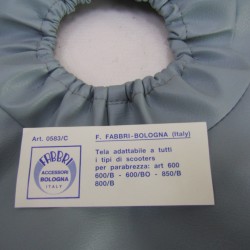 Art. 0563/C
F. FABBRI-BOLOGNA (Italy)
Tela adattabile a tutti
i tipi di scooters
per parabrezza: art 600
600/B - 600/BO - 850/B
800/B
FABBRI
ACCESSORI
BOLOGNA
ITALY